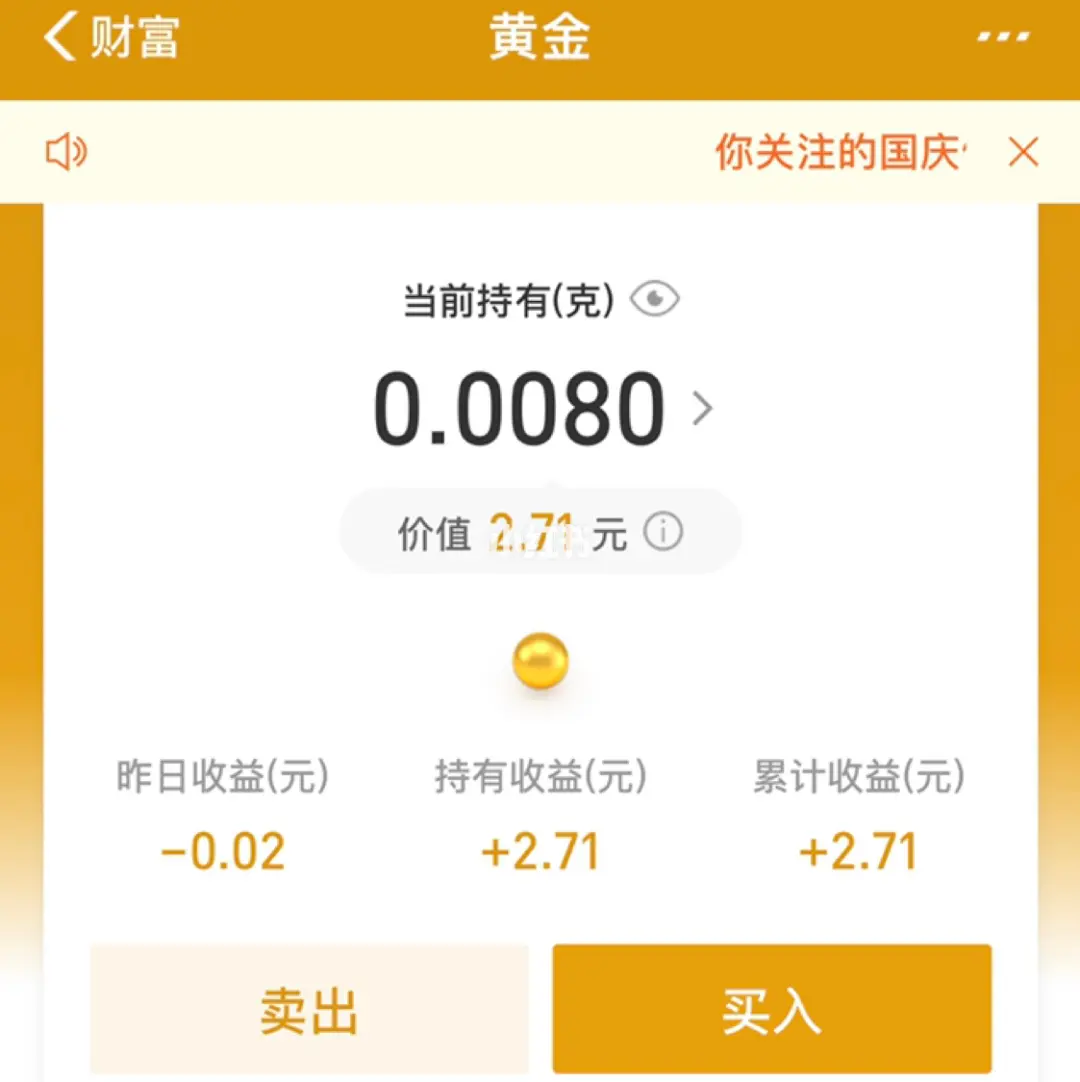 财富 黄金
你关注的国庆
当前持有(克)
0.0080
价值 2.71 元
昨日收益(元) 持有收益(元) 累计收益(元)
-0.02 +2.71 +2.71
卖出 买入